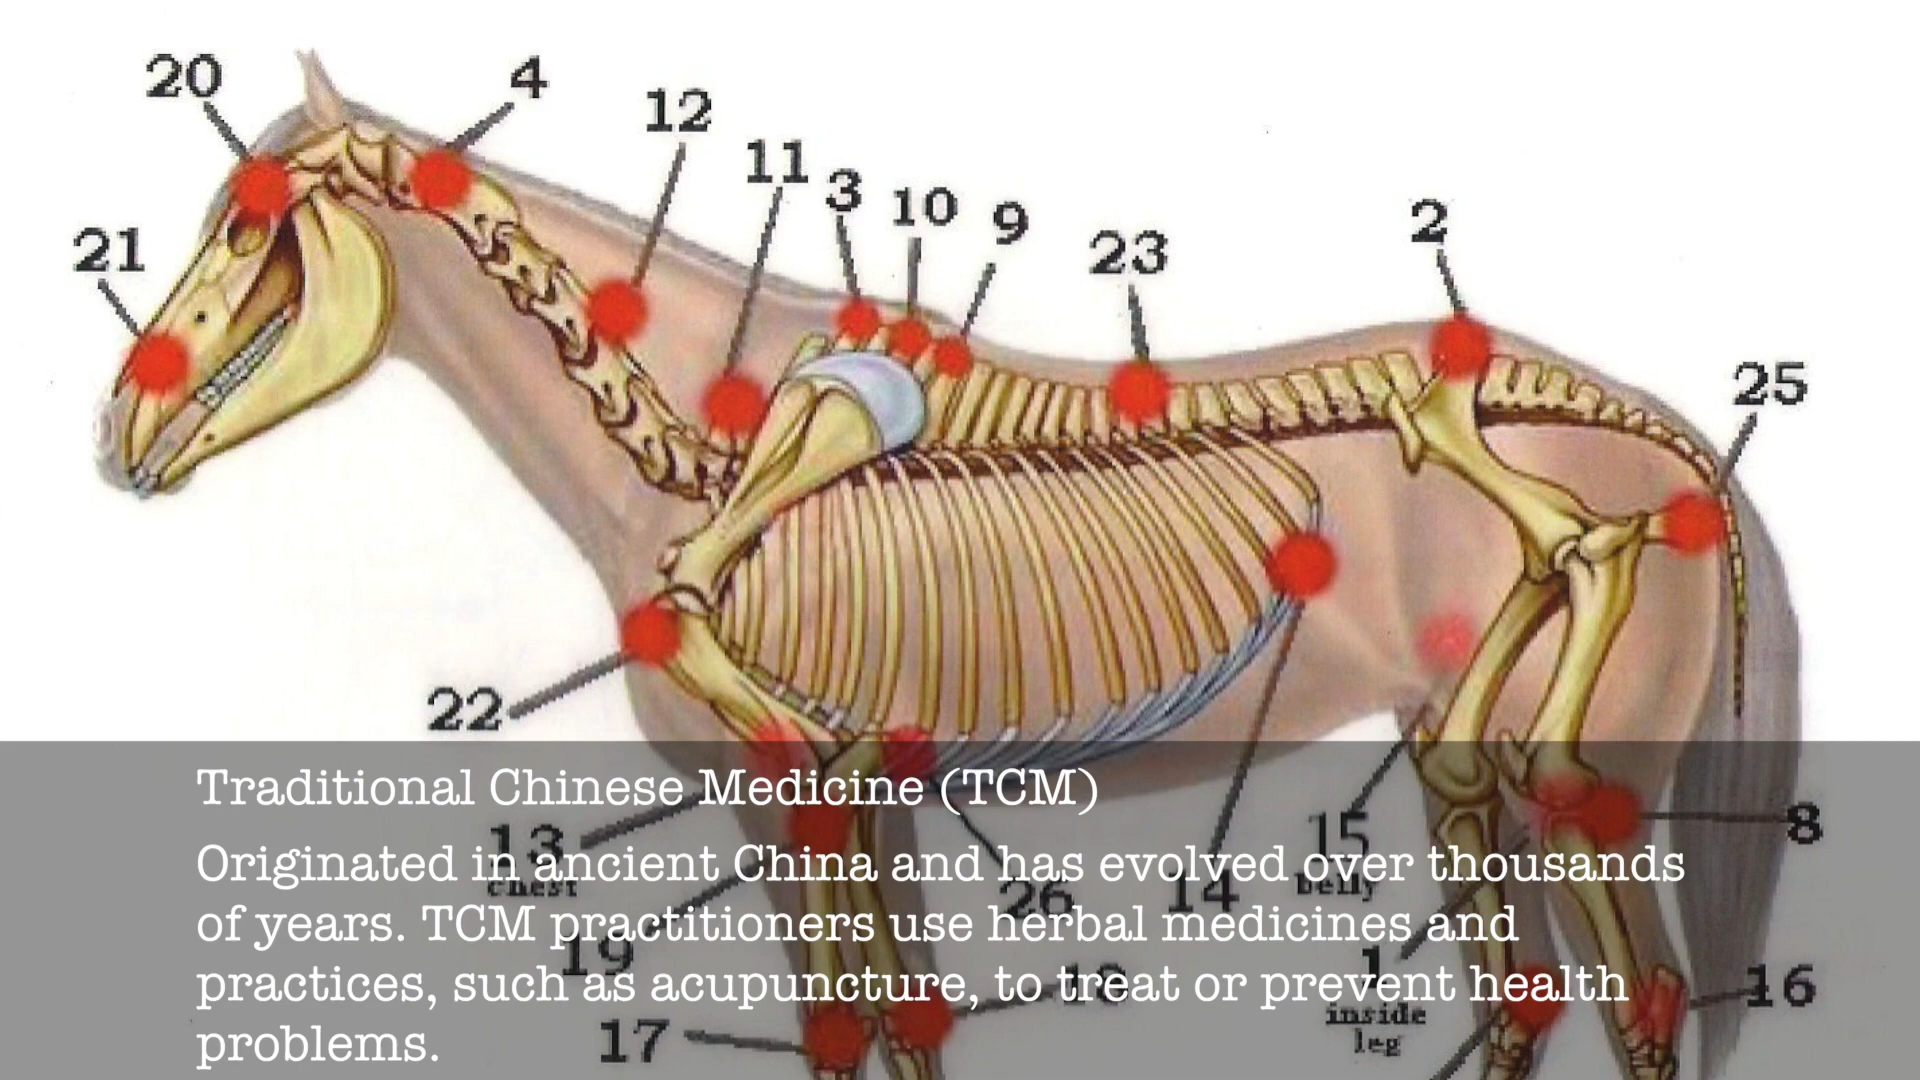 20
4
12
11
3
10
9
21
23
2
25
22
Traditional Chinese Medicine (TCM)
13
chest
15
belly
8
Originated in ancient China and has evolved over thousands
26
14
of years. TCM practitioners use herbal medicines and
19
1
inside
leg
practices, such as acupuncture, to treat or prevent health
18
16
17
problems.